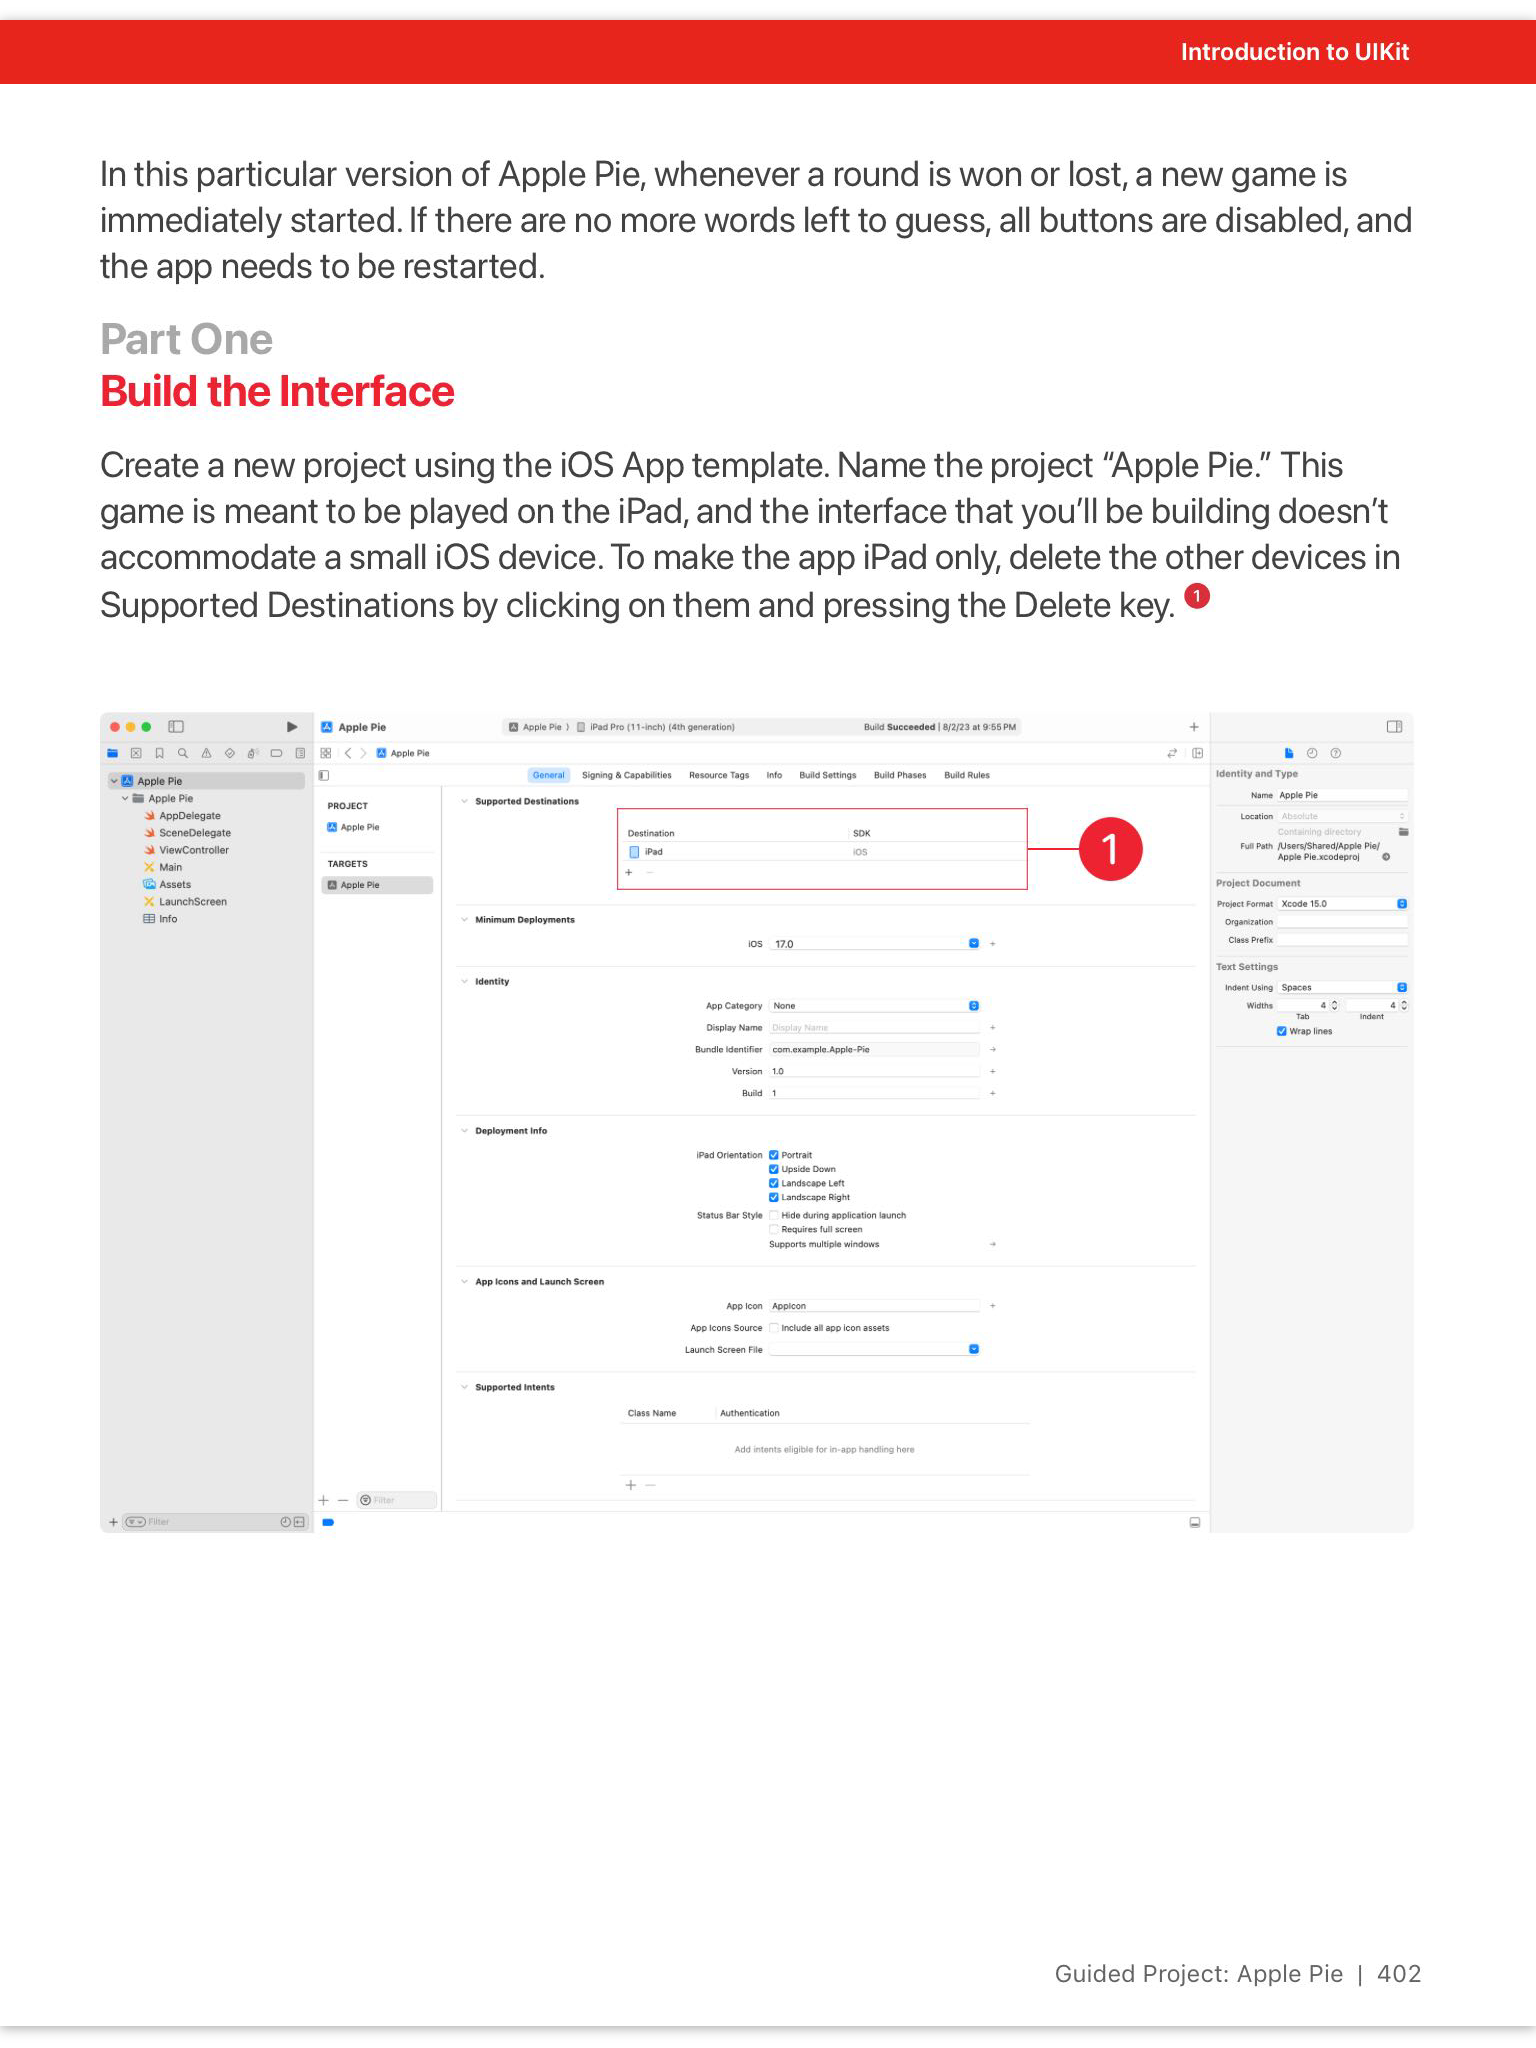 Introduction to UIKit
In this particular version of Apple Pie, whenever a round is won or lost, a new game is
immediately started. If there are no more words left to guess, all buttons are disabled, and
the app needs to be restarted.
Part One
Build the Interface
Create a new project using the iOS App template. Name the project “Apple Pie.” This
game is meant to be played on the iPad, and the interface that you’ll be building doesn’t
accommodate a small iOS device. To make the app iPad only, delete the other devices in
Supported Destinations by clicking on them and pressing the Delete key. 1
Apple Pie
Apple Pie
AppDelegate
SceneDelegate
ViewController
Main
Assets
LaunchScreen
Info
Filter
Apple Pie
Apple Pie 〉 iPad Pro (11-inch) (4th generation)
Build Succeeded | 8/2/23 at 9:55 PM
Apple Pie
General Signing & Capabilities Resource Tags Info Build Settings Build Phases Build Rules
PROJECT
Apple Pie
TARGETS
Apple Pie
Filter
Supported Destinations
Destination SDK
iPad iOS
1
Minimum Deployments
iOS 17.0
Identity
App Category None
Display Name Display Name
Bundle Identifier com.example.Apple-Pie
Version 1.0
Build 1
Deployment Info
iPad Orientation Portrait
Upside Down
Landscape Left
Landscape Right
Status Bar Style Hide during application launch
Requires full screen
Supports multiple windows
App Icons and Launch Screen
App Icon AppIcon
App Icons Source Include all app icon assets
Launch Screen File
Supported Intents
Class Name Authentication
Add intents eligible for in-app handling here
Identity and Type
Name Apple Pie
Location Absolute
Containing directory
Full Path /Users/Shared/Apple Pie/
Apple Pie.xcodeproj
Project Document
Project Format Xcode 15.0
Organization
Class Prefix
Text Settings
Indent Using Spaces
Widths 4 4
Tab Indent
Wrap lines
Guided Project: Apple Pie | 402